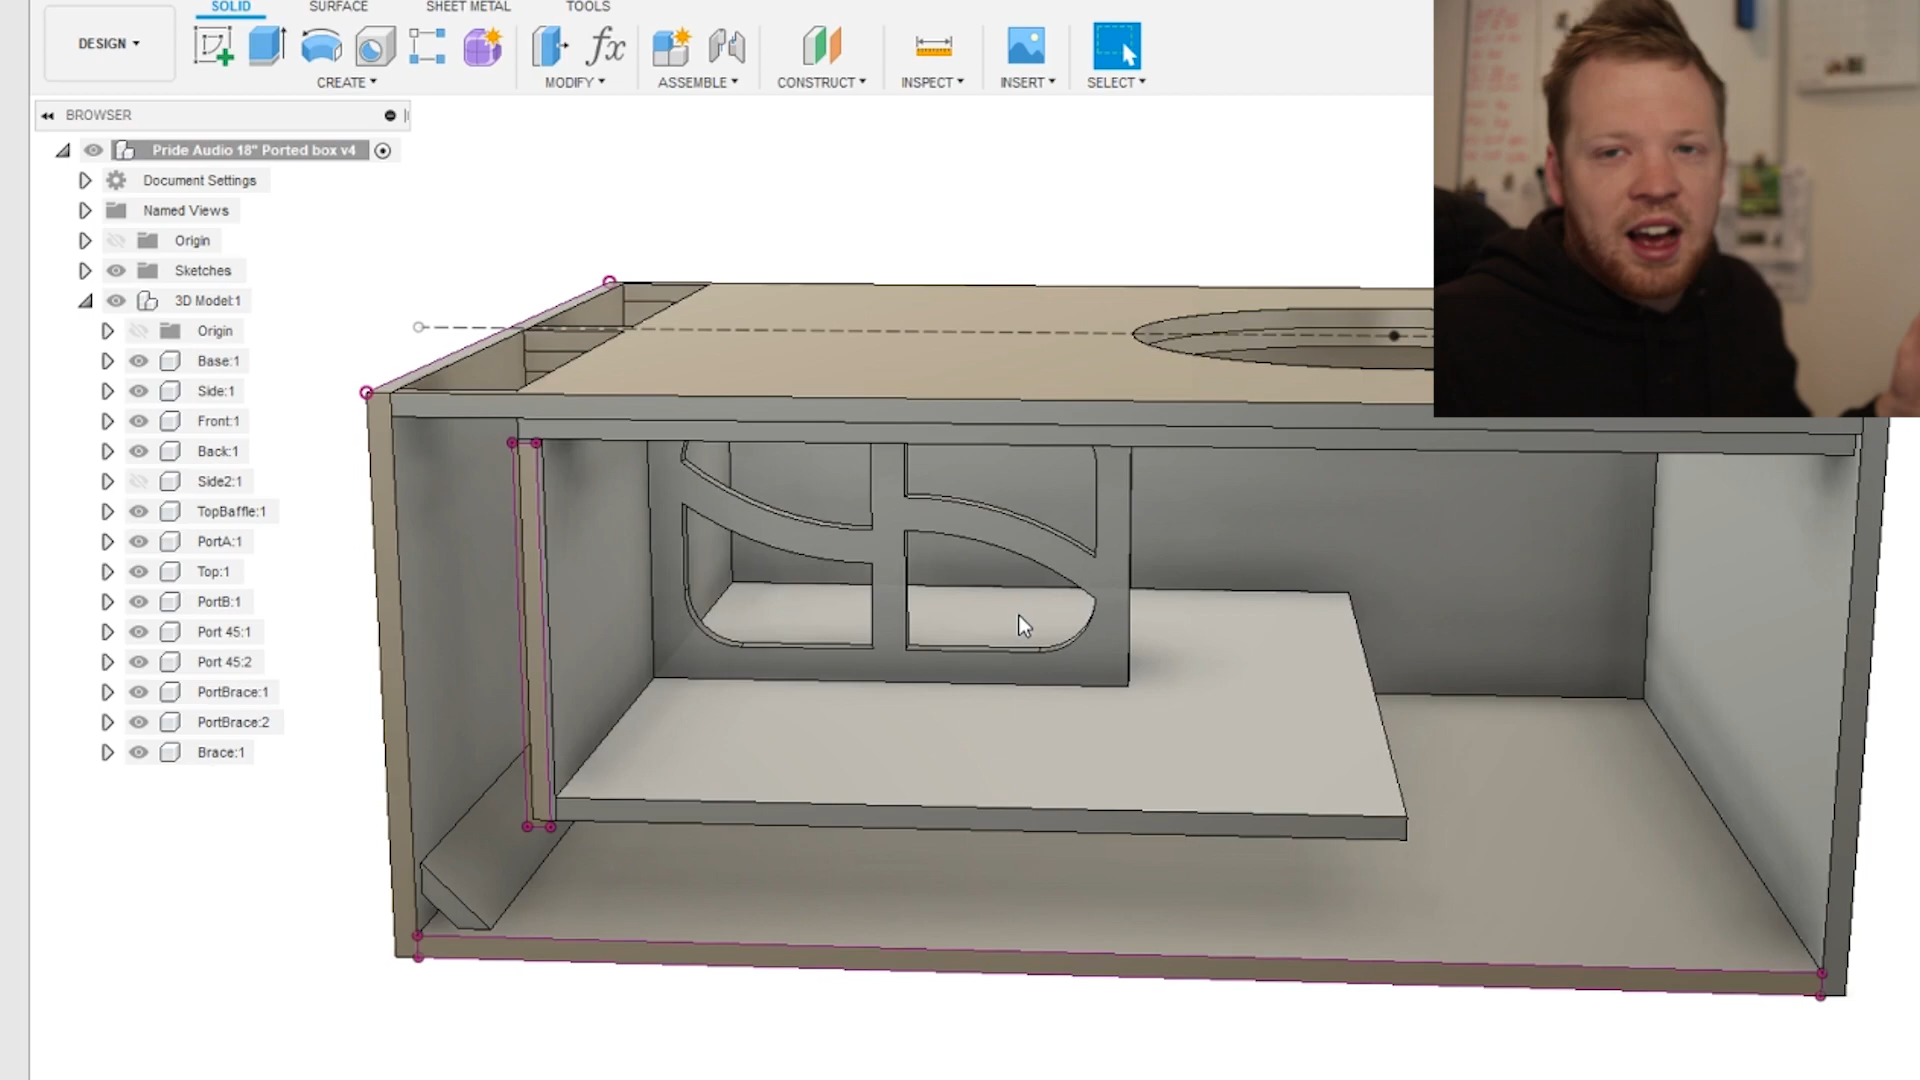 SOLID SURFACE SHEET METAL TOOLS
DESIGN
fx
CREATE MODIFY ASSEMBLE CONSTRUCT INSPECT INSERT SELECT
BROWSER
Pride Audio 18" Ported box v4
Document Settings
Named Views
Origin
Sketches
3D Model:1
Origin
Base:1
Side:1
Front:1
Back:1
Side2:1
TopBaffle:1
PortA:1
Top:1
PortB:1
Port 45:1
Port 45:2
PortBrace:1
PortBrace:2
Brace:1